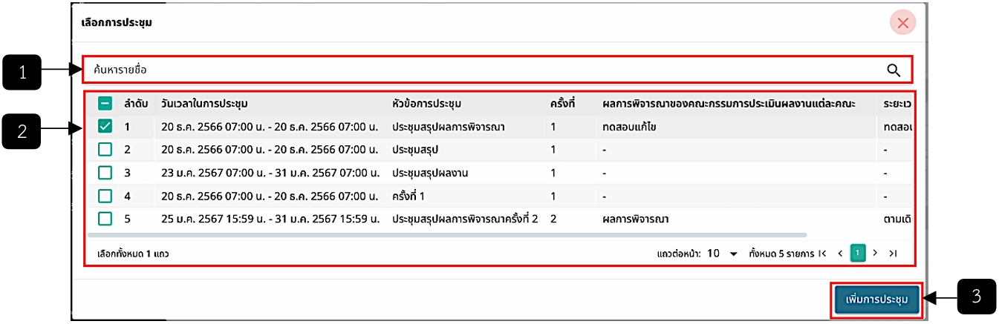 เลือกการประชุม
1
ค้นหารายชื่อ
2
ลำดับ วันเวลาในการประชุม หัวข้อการประชุม ครั้งที่ ผลการพิจารณาของคณะกรรมการประเมินผลงานแต่ละคณะ ระยะเว
1 20 ธ.ค. 2566 07:00 น. - 20 ธ.ค. 2566 07:00 น. ประชุมสรุปผลการพิจารณา 1 ทดสอบแก้ไข ทดสอบ
2 20 ธ.ค. 2566 07:00 น. - 20 ธ.ค. 2566 07:00 น. ประชุมสรุป 1 - -
3 23 ม.ค. 2567 07:00 น. - 31 ม.ค. 2567 07:00 น. ประชุมสรุปผลงาน 1 - -
4 20 ธ.ค. 2566 07:00 น. - 20 ธ.ค. 2566 07:00 น. ครั้งที่ 1 1 - -
5 25 ม.ค. 2567 15:59 น. - 31 ม.ค. 2567 15:59 น. ประชุมสรุปผลการพิจารณาครั้งที่ 2 2 ผลการพิจารณา ตามเดิ
เลือกทั้งหมด 1 แถว แถวต่อหน้า: 10 ทั้งหมด 5 รายการ 1
เพิ่มการประชุม 3